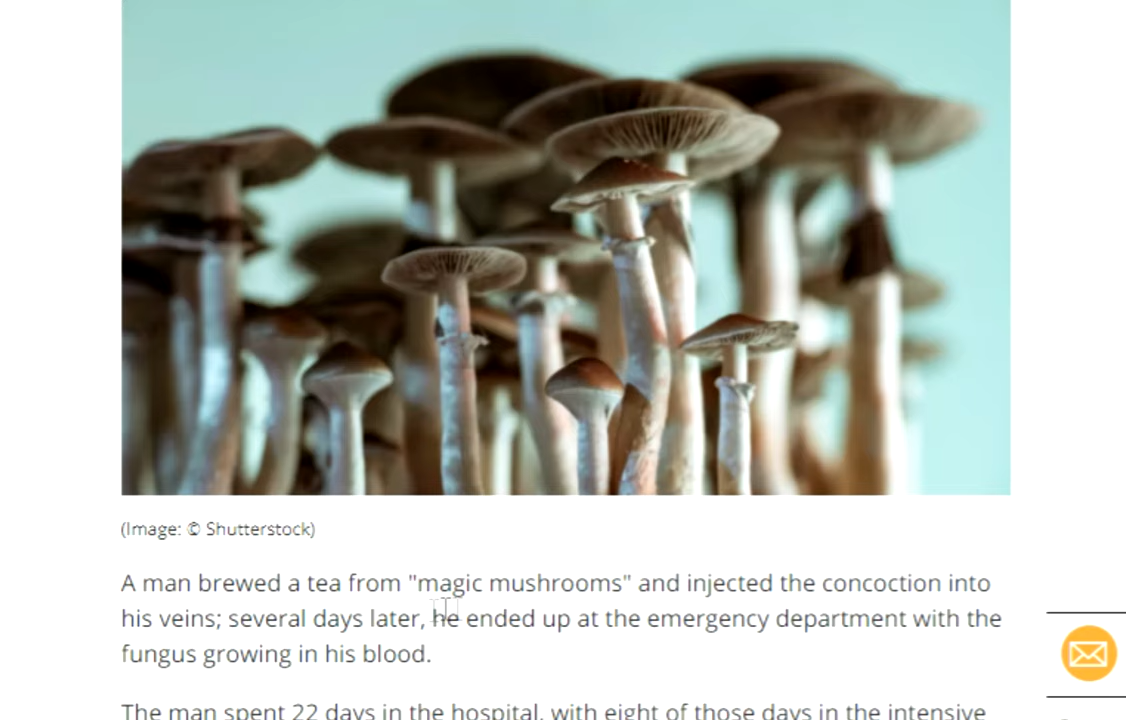 (Image: © Shutterstock)
A man brewed a tea from "magic mushrooms" and injected the concoction into
his veins; several days later, he ended up at the emergency department with the
fungus growing in his blood.
The man spent 22 days in the hospital, with eight of those days in the intensive